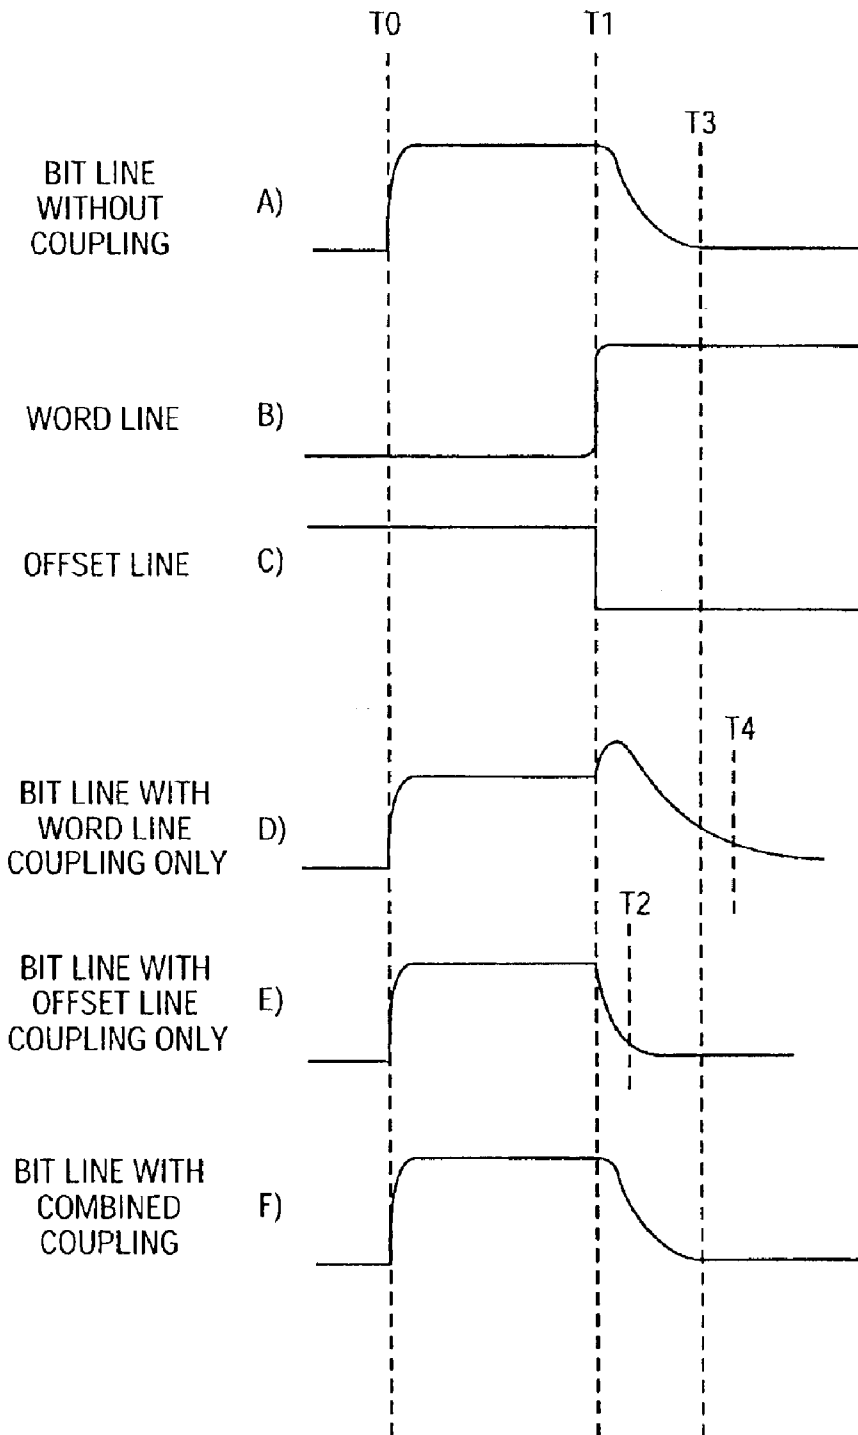 T0
T1
T3
BIT LINE
WITHOUT
COUPLING
A)
WORD LINE
B)
OFFSET LINE
C)
T4
BIT LINE WITH
WORD LINE
COUPLING ONLY
D)
T2
BIT LINE WITH
OFFSET LINE
COUPLING ONLY
E)
BIT LINE WITH
COMBINED
COUPLING
F)